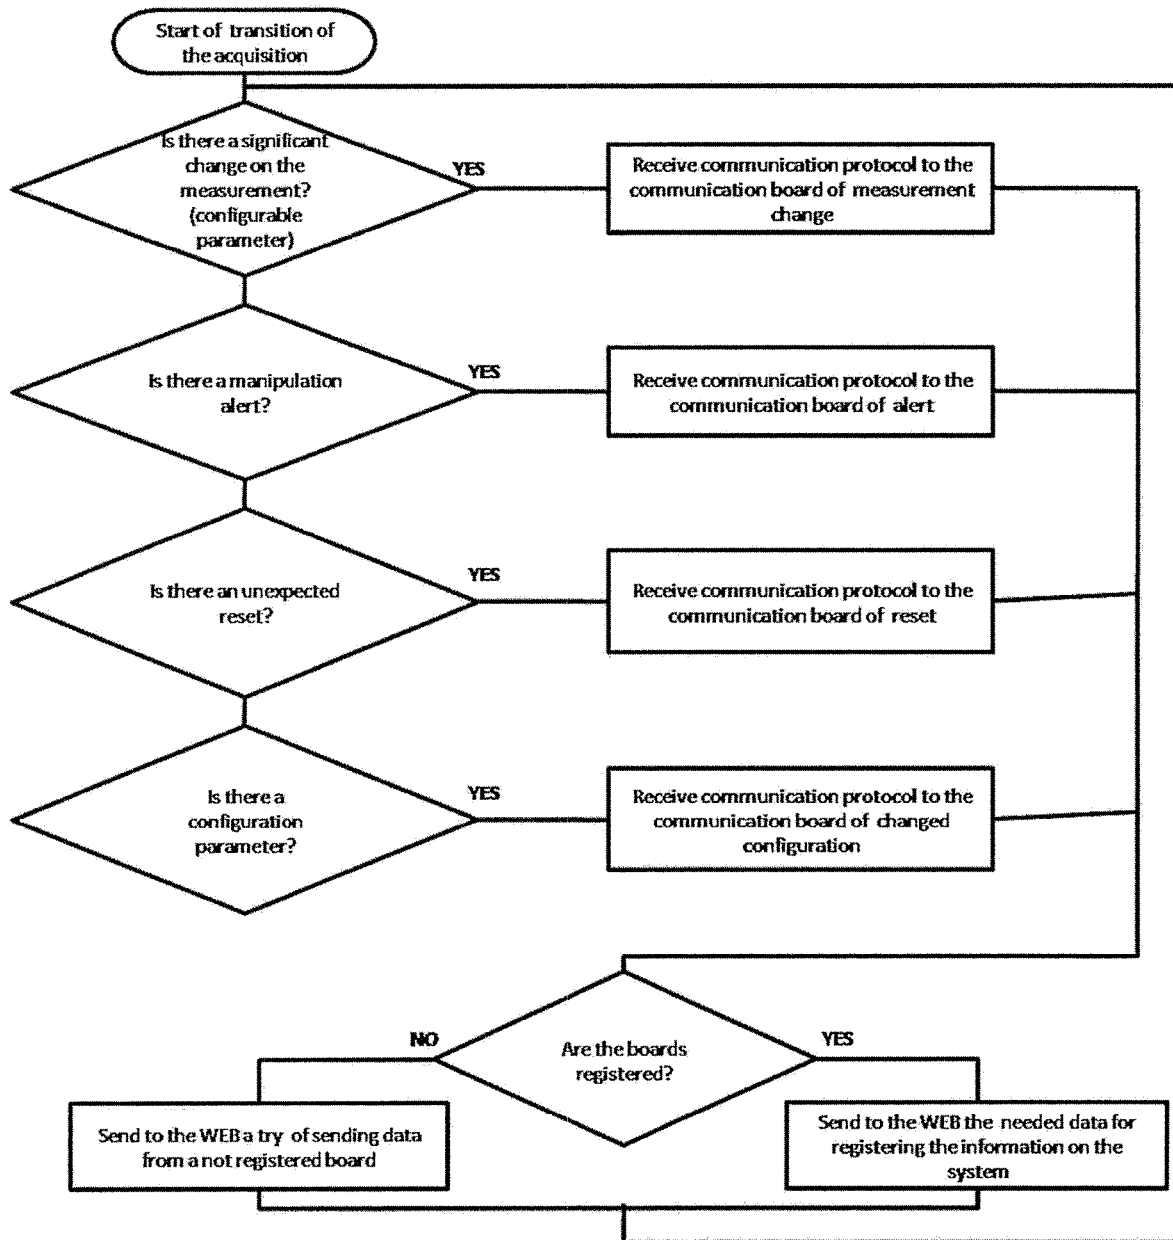 Start of transition of
the acquisition
Is there a significant
change on the
measurement?
(configurable
parameter)
YES
Receive communication protocol to the
communication board of measurement
change
Is there a manipulation
alert?
YES
Receive communication protocol to the
communication board of alert
Is there an unexpected
reset?
YES
Receive communication protocol to the
communication board of reset
Is there a
configuration
parameter?
YES
Receive communication protocol to the
communication board of changed
configuration
Are the boards
registered?
NO
YES
Send to the WEB a try of sending data
from a not registered board
Send to the WEB the needed data for
registering the information on the
system